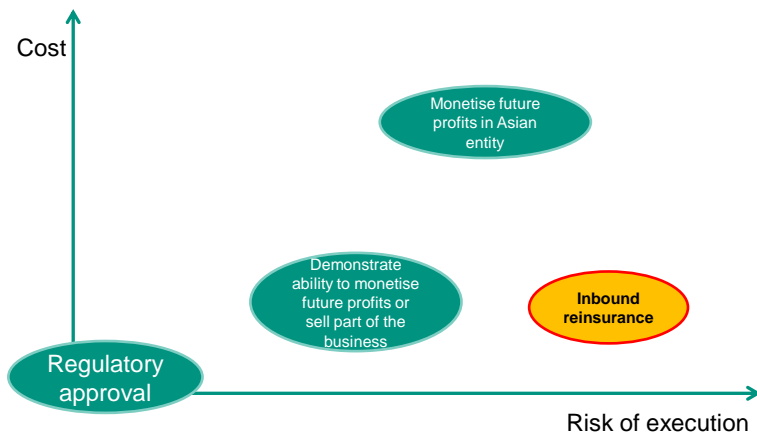 Cost
Monetise future
profits in Asian
entity
Demonstrate
ability to monetise
future profits or
sell part of the
business
Inbound
reinsurance
Regulatory
approval
Risk of execution